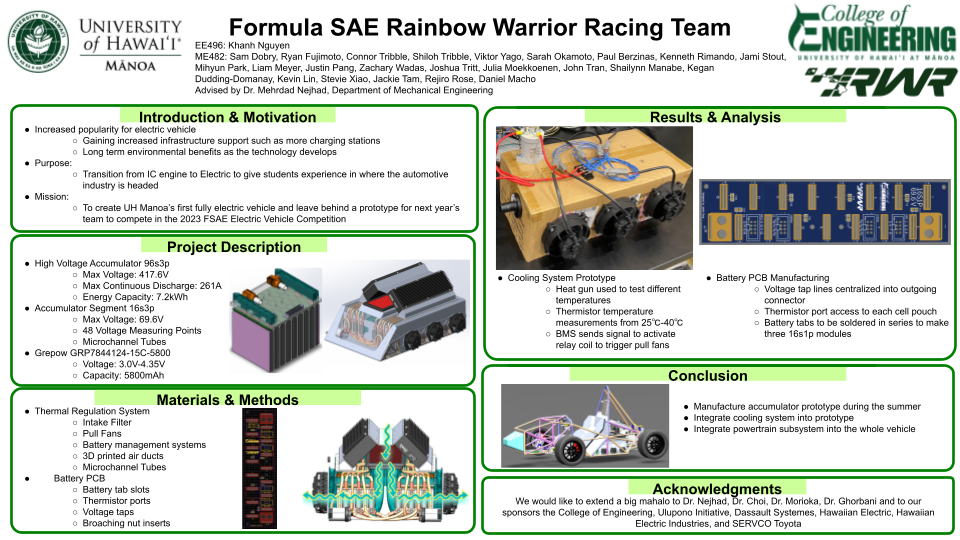 Formula SAE Rainbow Warrior Racing Team
UNIVERSITY
OF HAWAIʻI®
MĀNOA
EE496: Khanh Nguyen
ME482: Sam Dobry, Ryan Fujimoto, Connor Tribble, Shiloh Tribble, Viktor Yago, Sarah Okamoto, Paul Berzinas, Kenneth Rimando, Jami Stout,
Mihyun Park, Liam Meyer, Justin Pang, Zachary Wadas, Joshua Tritt, Julia Moekkoenen, John Tran, Shailynn Manabe, Kegan
Dudding-Domanay, Kevin Lin, Stevie Xiao, Jackie Tam, Rejiro Rose, Daniel Macho
Advised by Dr. Mehrdad Nejhad, Department of Mechanical Engineering
College of
ENGINEERING
UNIVERSITY OF HAWAIʻI AT MĀNOA
RWR
Introduction & Motivation
● Increased popularity for electric vehicle
○ Gaining increased infrastructure support such as more charging stations
○ Long term environmental benefits as the technology develops
● Purpose:
○ Transition from IC engine to Electric to give students experience in where the automotive
industry is headed
● Mission:
○ To create UH Manoa's first fully electric vehicle and leave behind a prototype for next year's
team to compete in the 2023 FSAE Electric Vehicle Competition
Project Description
● High Voltage Accumulator 96s3p
○ Max Voltage: 417.6V
○ Max Continuous Discharge: 261A
○ Energy Capacity: 7.2kWh
● Accumulator Segment 16s3p
○ Max Voltage: 69.6V
○ 48 Voltage Measuring Points
○ Microchannel Tubes
● Grepow GRP7844124-15C-5800
○ Voltage: 3.0V-4.35V
○ Capacity: 5800mAh
Materials & Methods
● Thermal Regulation System
○ Intake Filter
○ Pull Fans
○ Battery management systems
○ 3D printed air ducts
○ Microchannel Tubes
● Battery PCB
○ Battery tab slots
○ Thermistor ports
○ Voltage taps
○ Broaching nut inserts
Results & Analysis
RWR
16S1P
69.6 V
● Cooling System Prototype
○ Heat gun used to test different
temperatures
○ Thermistor temperature
measurements from 25℃-40℃
○ BMS sends signal to activate
relay coil to trigger pull fans
● Battery PCB Manufacturing
○ Voltage tap lines centralized into outgoing
connector
○ Thermistor port access to each cell pouch
○ Battery tabs to be soldered in series to make
three 16s1p modules
Conclusion
● Manufacture accumulator prototype during the summer
● Integrate cooling system into prototype
● Integrate powertrain subsystem into the whole vehicle
Acknowledgments
We would like to extend a big mahalo to Dr. Nejhad, Dr. Choi, Dr. Morioka, Dr. Ghorbani and to our
sponsors the College of Engineering, Ulupono Initiative, Dassault Systemes, Hawaiian Electric, Hawaiian
Electric Industries, and SERVCO Toyota